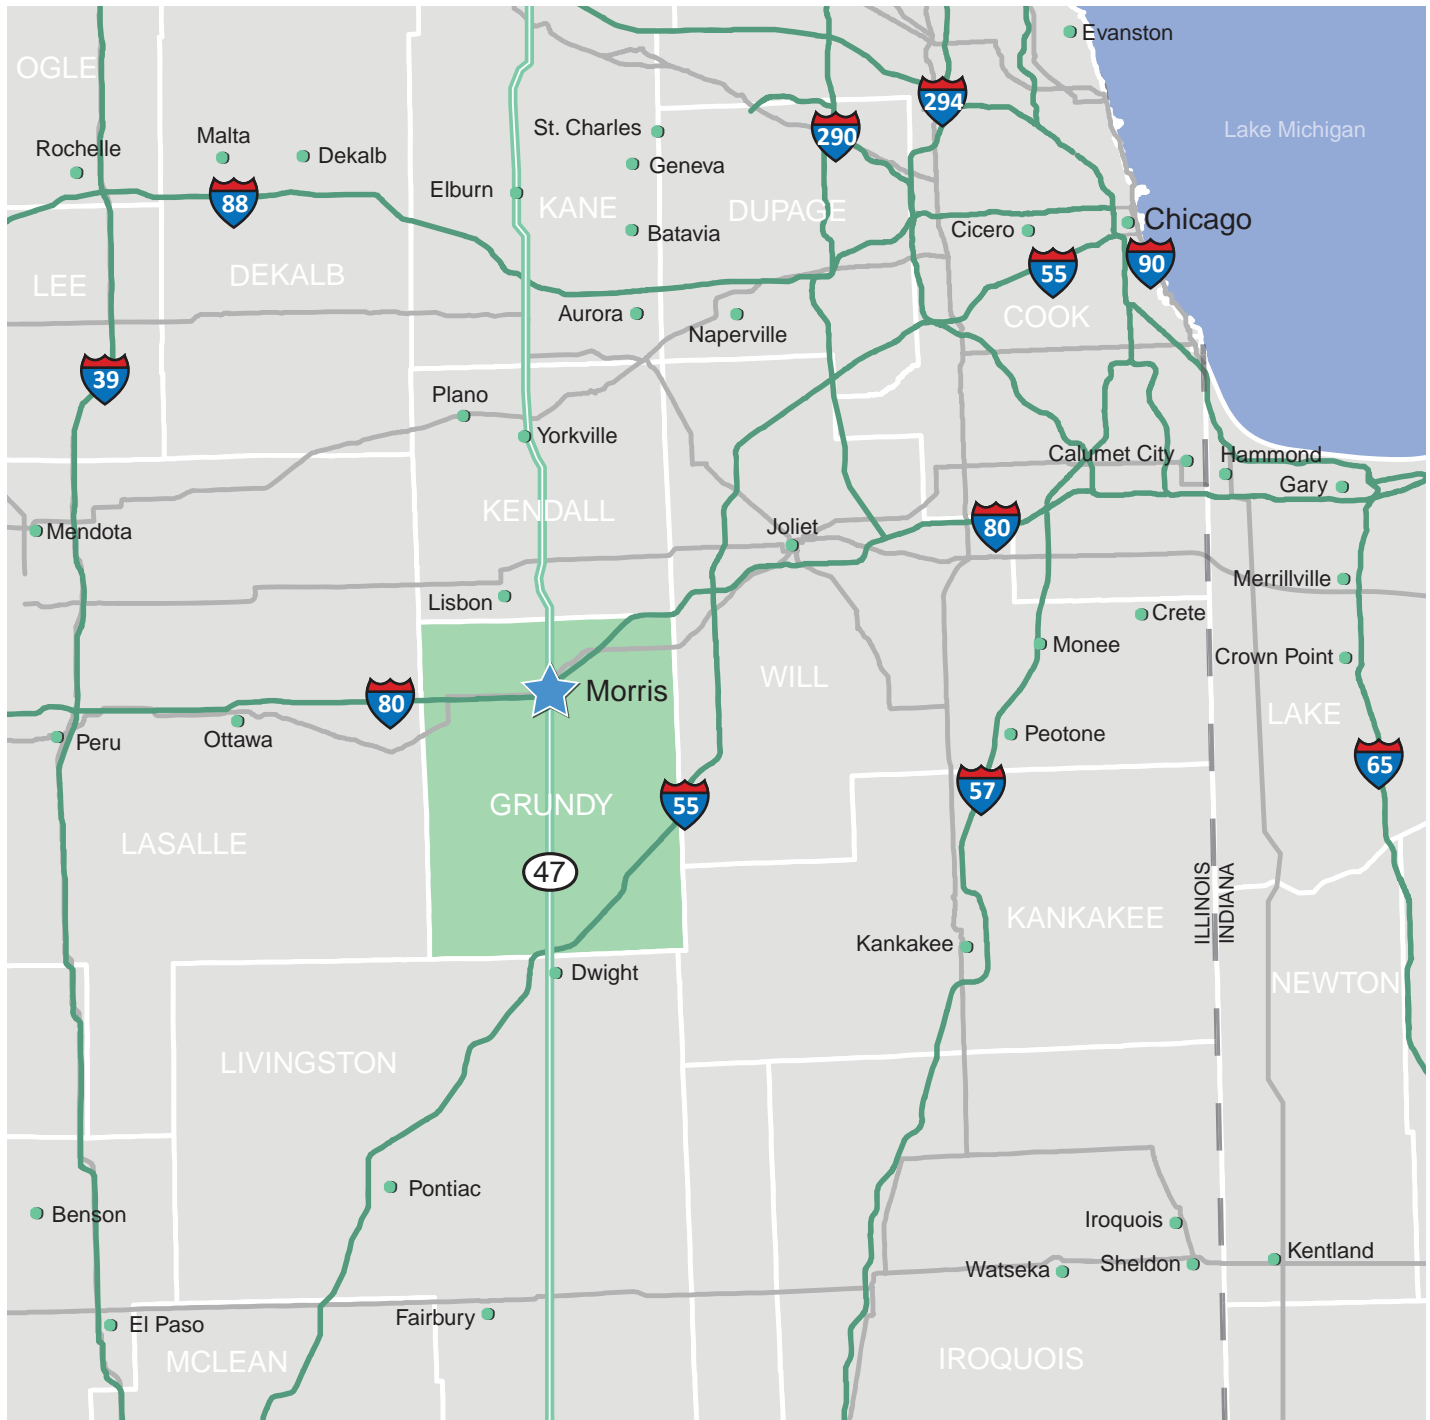 Evanston
OGLE
294
290
Lake Michigan
St. Charles
Malta
Rochelle
Dekalb
Geneva
Elburn
88
KANE
DUPAGE
Chicago
Cicero
Batavia
90
55
DEKALB
LEE
Aurora
COOK
Naperville
39
Plano
Yorkville
Calumet City
Hammond
Gary
KENDALL
Joliet
80
Mendota
Merrillville
Lisbon
Crete
Monee
Crown Point
WILL
Morris
80
LAKE
Peru
Ottawa
Peotone
65
57
GRUNDY
55
LASALLE
47
ILLINOIS
INDIANA
KANKAKEE
Kankakee
Dwight
NEWTON
LIVINGSTON
Pontiac
Benson
Iroquois
Kentland
Sheldon
Watseka
Fairbury
El Paso
MCLEAN
IROQUOIS